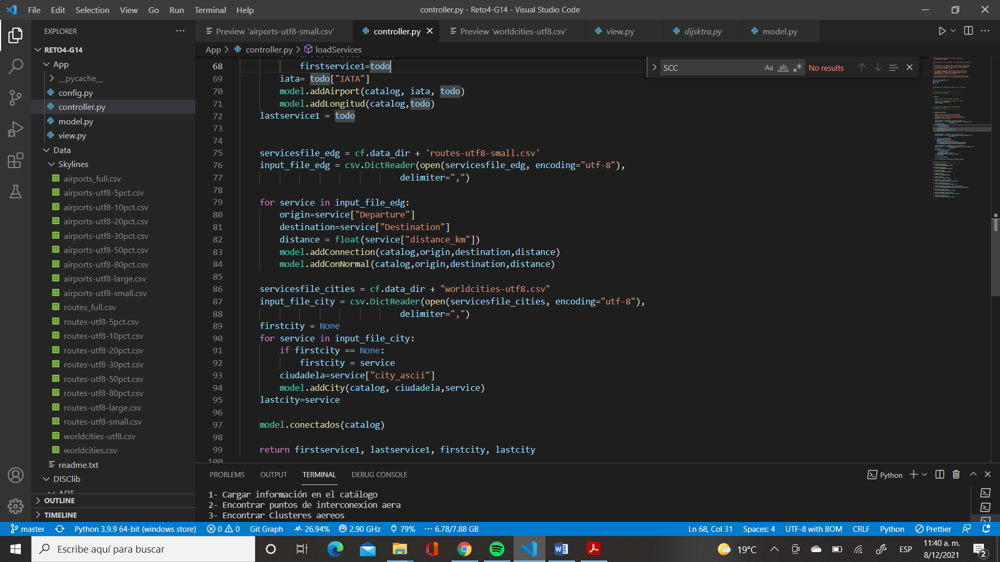 File Edit Selection View Go Run Terminal Help
controller.py - Reto4-G14 - Visual Studio Code
EXPLORER
Preview 'airports-utf8-small.csv'
controller.py
Preview 'worldcities-utf8.csv'
view.py
dijsktra.py
model.py
RETO4-G14
App
__pycache__
config.py
controller.py
model.py
view.py
Data
Skylines
airports_full.csv
airports-utf8-5pct.csv
airports-utf8-10pct.csv
airports-utf8-20pct.csv
airports-utf8-30pct.csv
airports-utf8-50pct.csv
airports-utf8-80pct.csv
airports-utf8-large.csv
airports-utf8-small.csv
routes_full.csv
routes-utf8-5pct.csv
routes-utf8-10pct.csv
routes-utf8-20pct.csv
routes-utf8-30pct.csv
routes-utf8-50pct.csv
routes-utf8-80pct.csv
routes-utf8-large.csv
routes-utf8-small.csv
worldcities-utf8.csv
worldcities.csv
readme.txt
DISClib
ADT
OUTLINE
TIMELINE
App > controller.py > loadServices
SCC
Aa ab
No results
68 firstservice1=todo
69 iata= todo["IATA"]
70 model.addAirport(catalog, iata, todo)
71 model.addLongitud(catalog,todo)
72 lastservice1 = todo
73
74
75 servicesfile_edg = cf.data_dir + 'routes-utf8-small.csv'
76 input_file_edg = csv.DictReader(open(servicesfile_edg, encoding="utf-8"),
77 delimiter=",")
78
79 for service in input_file_edg:
80 origin=service["Departure"]
81 destination=service["Destination"]
82 distance = float(service["distance_km"])
83 model.addConnection(catalog,origin,destination,distance)
84 model.addConNormal(catalog,origin,destination,distance)
85
86 servicesfile_cities = cf.data_dir + "worldcities-utf8.csv"
87 input_file_city = csv.DictReader(open(servicesfile_cities, encoding="utf-8"),
88 delimiter=",")
89 firstcity = None
90 for service in input_file_city:
91 if firstcity == None:
92 firstcity = service
93 ciudadela=service["city_ascii"]
94 model.addCity(catalog, ciudadela,service)
95 lastcity=service
96
97 model.conectados(catalog)
98
99 return firstservice1, lastservice1, firstcity, lastcity
100
PROBLEMS OUTPUT TERMINAL DEBUG CONSOLE
Python
1- Cargar información en el catálogo
2- Encontrar puntos de interconexion aera
3- Encontrar Clusteres aereos
master
Python 3.9.9 64-bit (windows store)
0 0
Git Graph
26.94%
2.90 GHz
79%
6.78/7.88 GB
Ln 68, Col 31
Spaces: 4
UTF-8 with BOM
CRLF
Python
Prettier
Escribe aquí para buscar
19°C
ESP
11:40 a. m.
8/12/2021
2